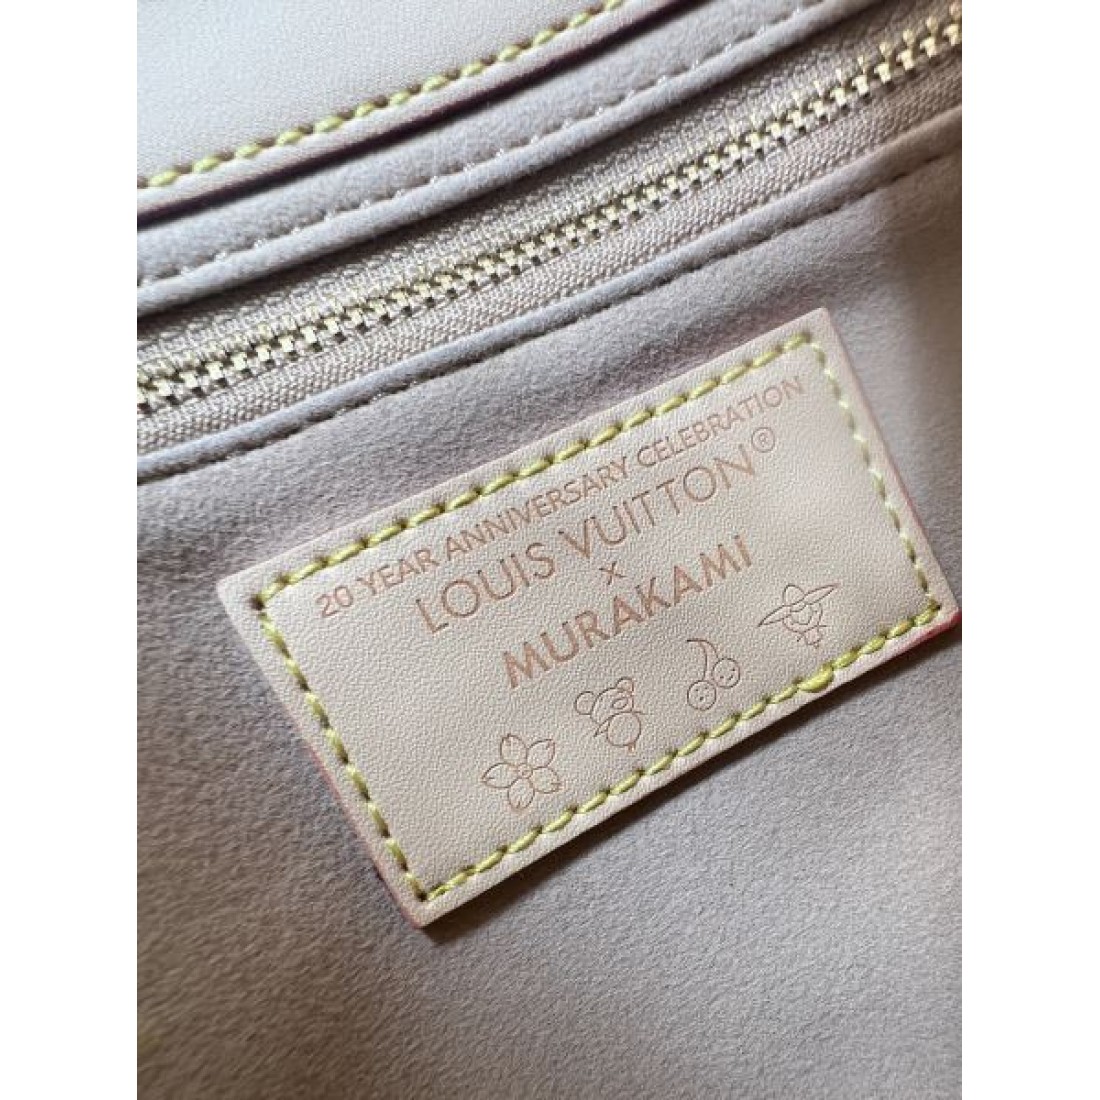 20 YEAR ANNIVERSARY CELEBRATION
LOUIS VUITTON®
x
MURAKAMi